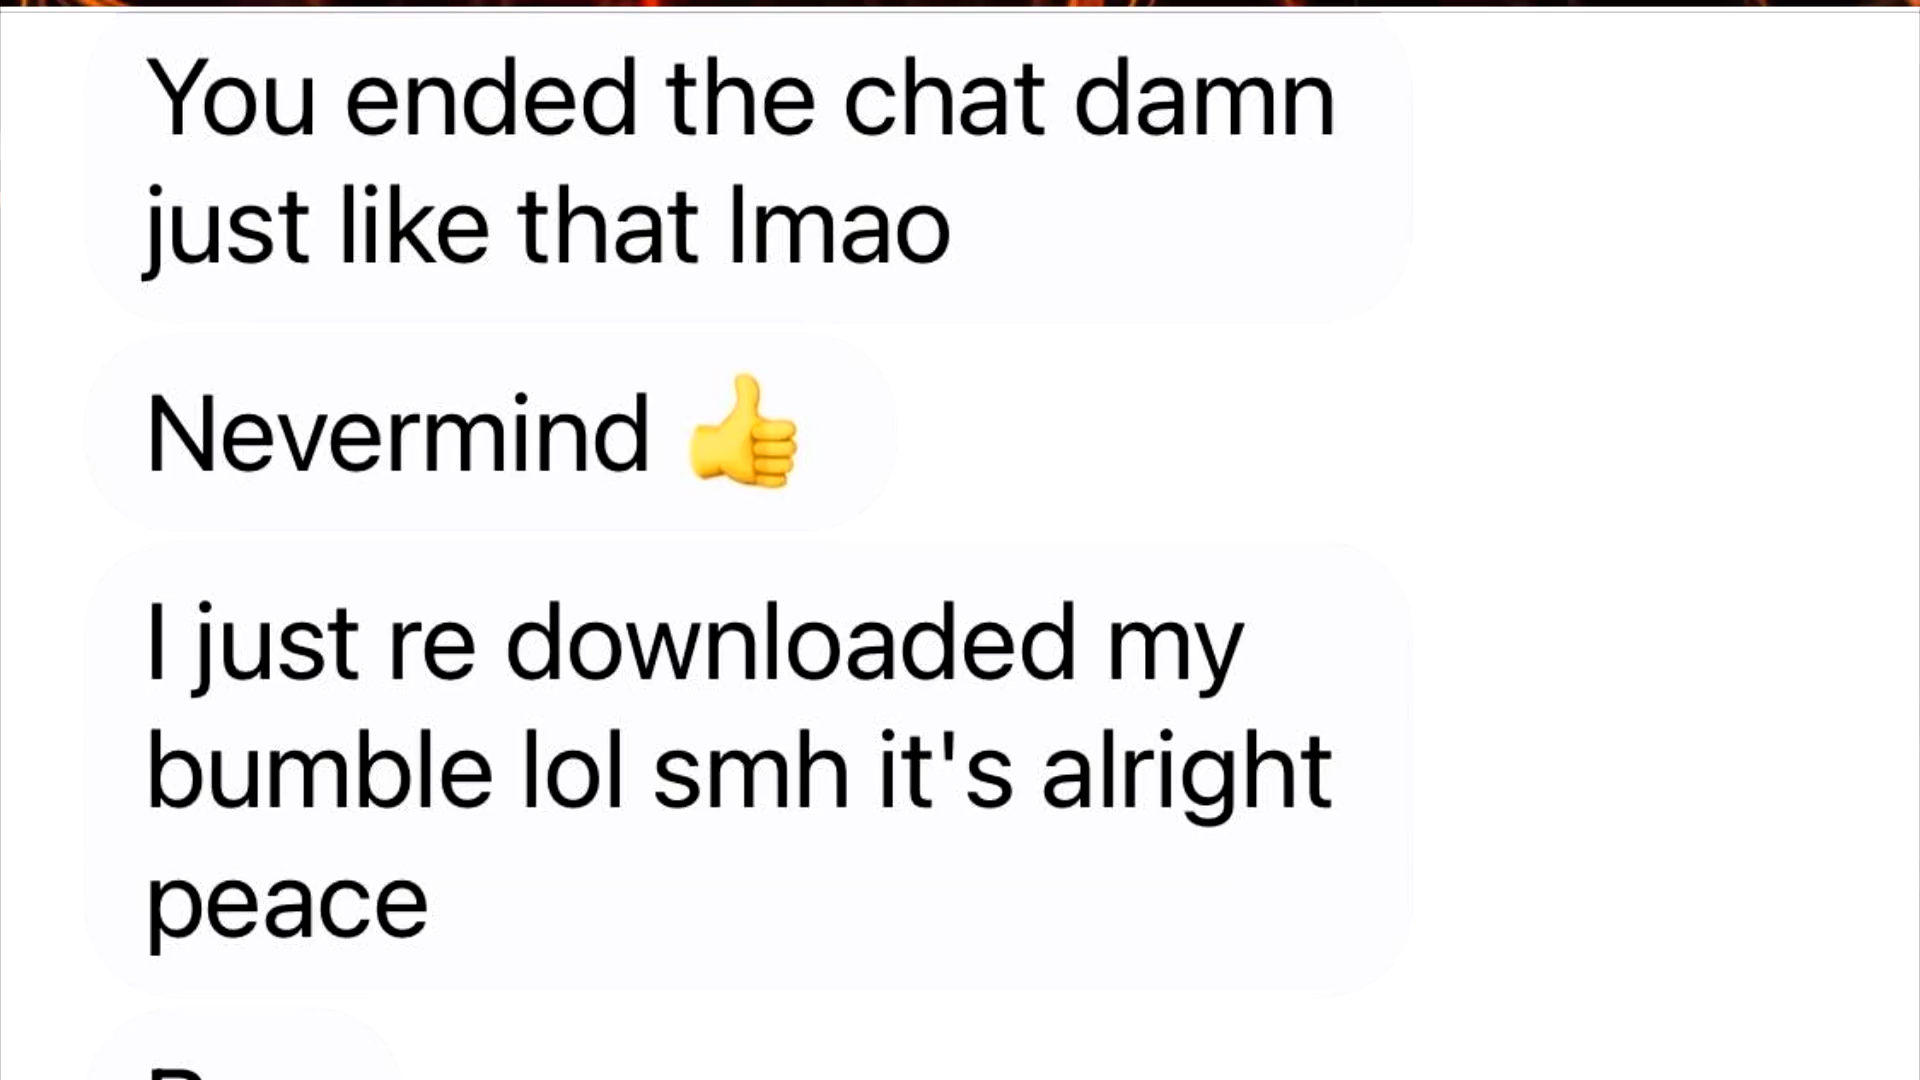 You ended the chat damn
just like that lmao
Nevermind 👍
I just re downloaded my
bumble lol smh it's alright
peace